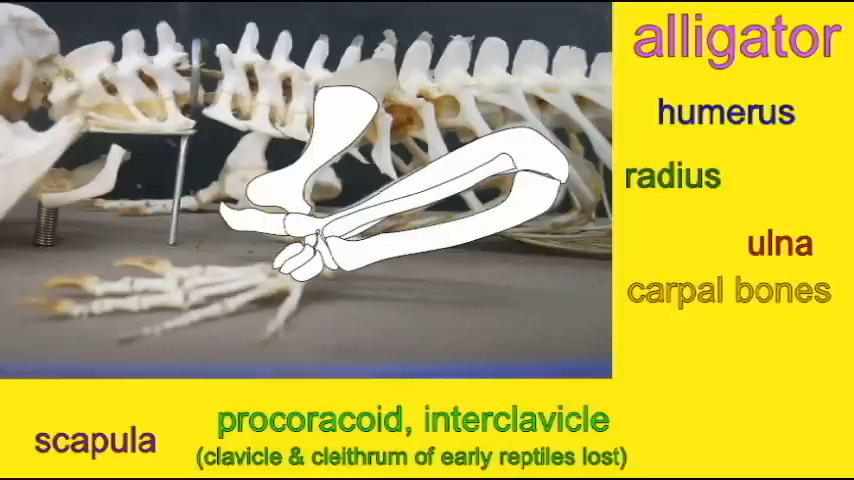 alligator
humerus
radius
ulna
carpal bones
scapula
procoracoid, interclavicle
(clavicle & cleithrum of early reptiles lost)